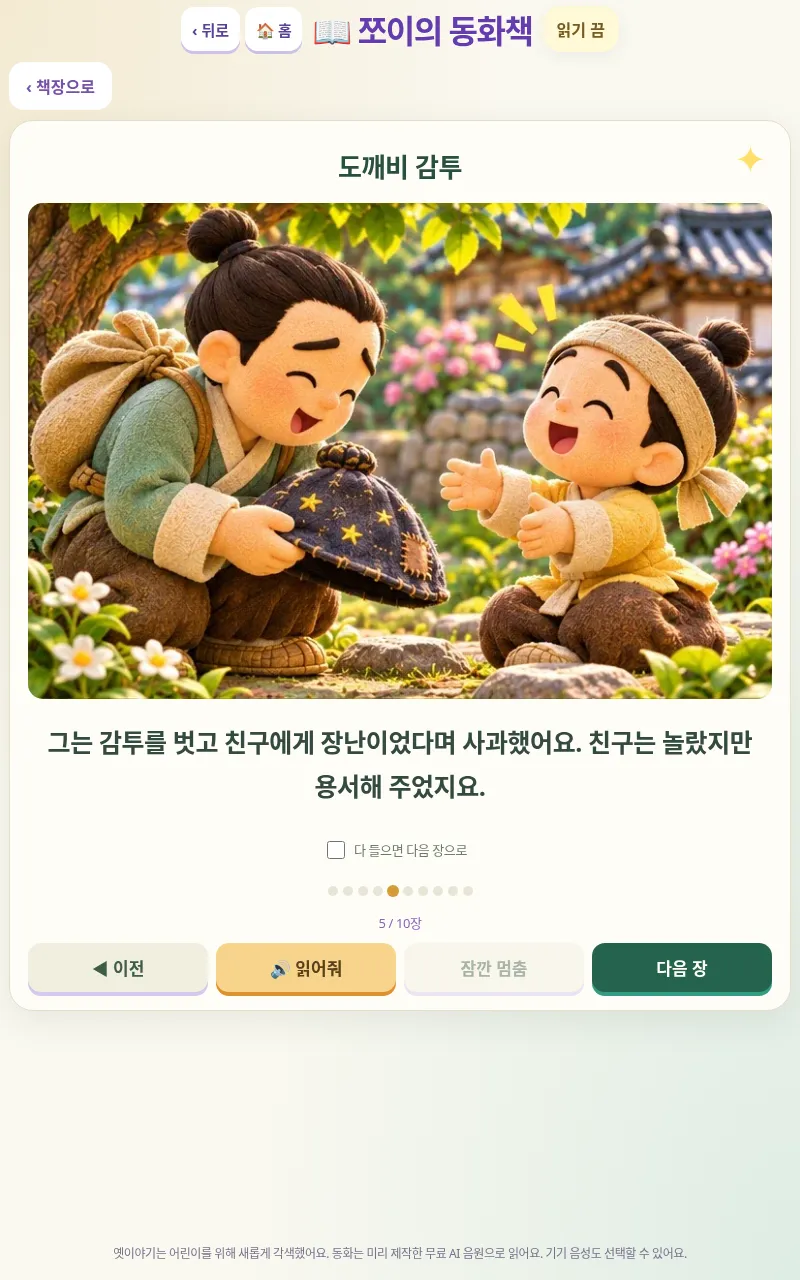 ‹ 뒤로
🏠 홈
📖 쪼이의 동화책
읽기 끔
‹ 책장으로
도깨비 감투
그는 감투를 벗고 친구에게 장난이었다며 사과했어요. 친구는 놀랐지만
용서해 주었지요.
다 들으면 다음 장으로
5 / 10장
◀ 이전
🔊 읽어줘
잠깐 멈춤
다음 장
옛이야기는 어린이를 위해 새롭게 각색했어요. 동화는 미리 제작한 무료 AI 음원으로 읽어요. 기기 음성도 선택할 수 있어요.